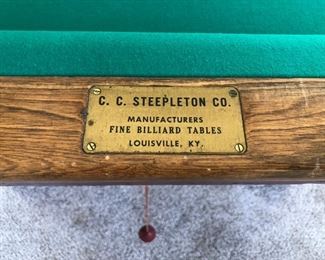 C. C. STEEPLETON CO.
MANUFACTURERS
FINE BILLIARD TABLES
LOUISVILLE, KY.